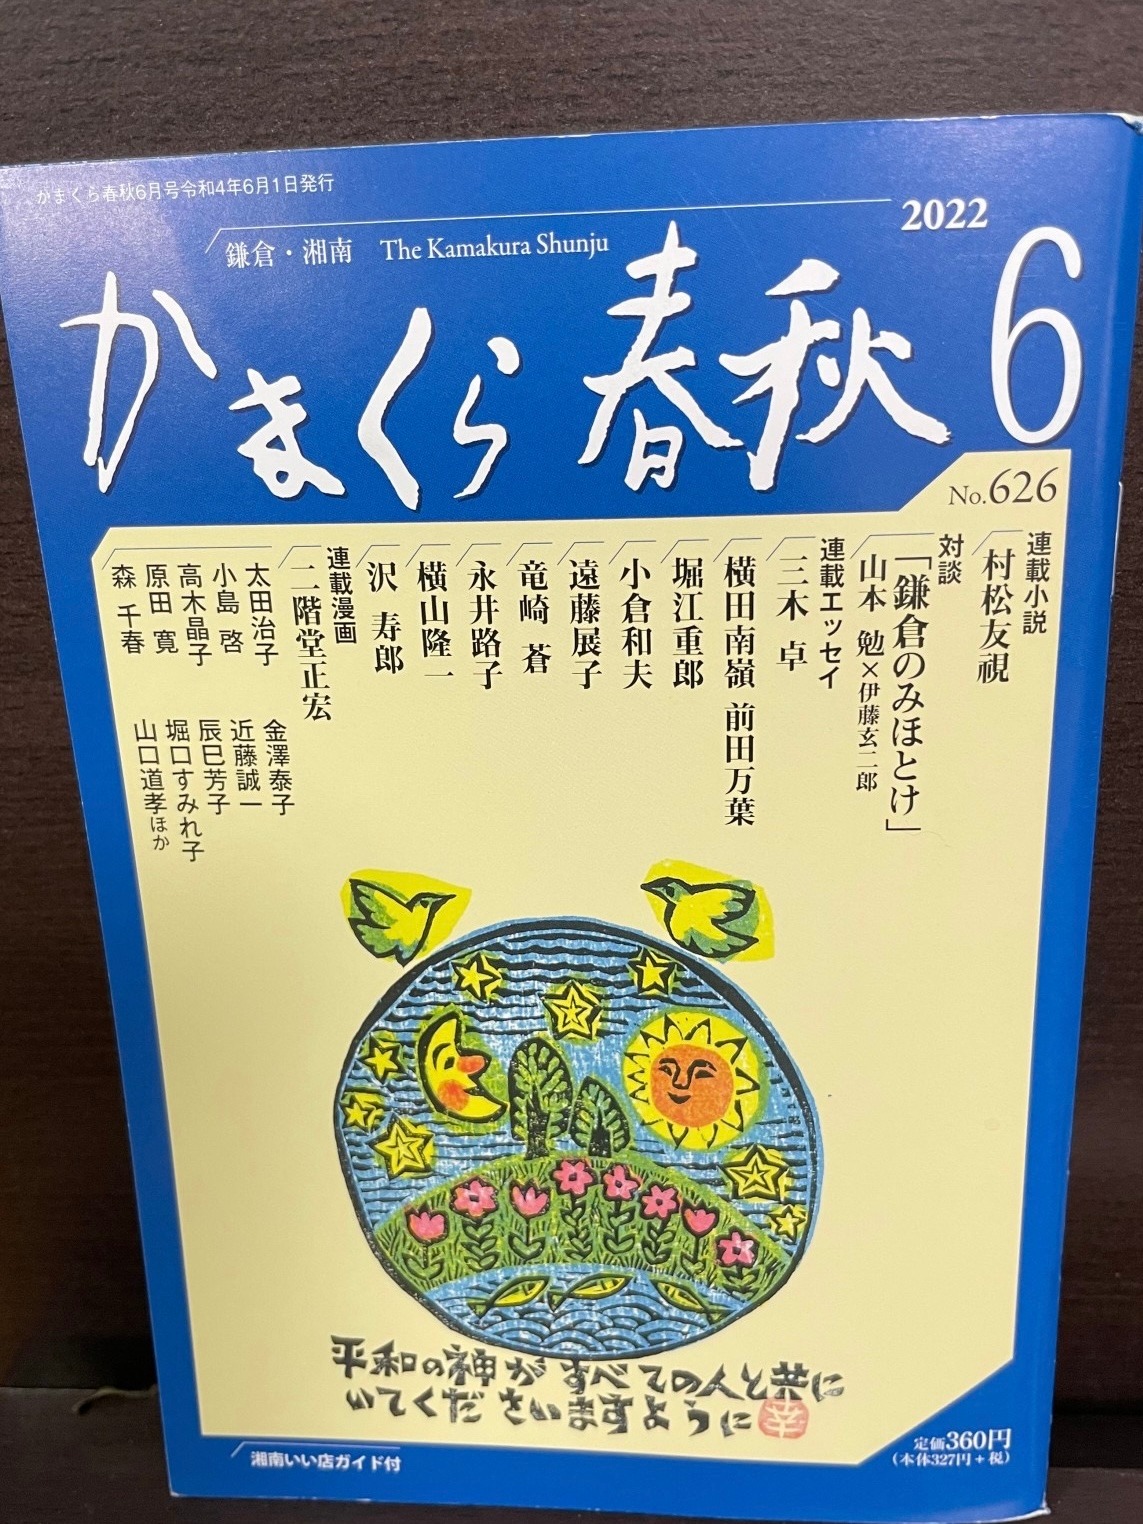 かまくら春秋6月号令和4年6月1日発行
鎌倉・湘南 The Kamakura Shunju
2022
6
かまくら春秋
No.626
連載小説
村松友視
対談
「鎌倉のみほとけ」
山本 勉×伊藤玄二郎
連載エッセイ
三木 卓
横田南嶺 前田万葉
堀江重郎
小倉和夫
遠藤展子
竜崎 蒼
永井路子
横山隆一
沢 寿郎
連載漫画
二階堂正宏
太田治子
小島 啓
高木晶子
原田 寛
森 千春
金澤泰子
近藤誠一
辰巳芳子
堀口すみれ子
山口道孝ほか
平和の神がすべての人と共に
いてくださいますように
幸
湘南いい店ガイド付
定価360円
(本体327円+税)